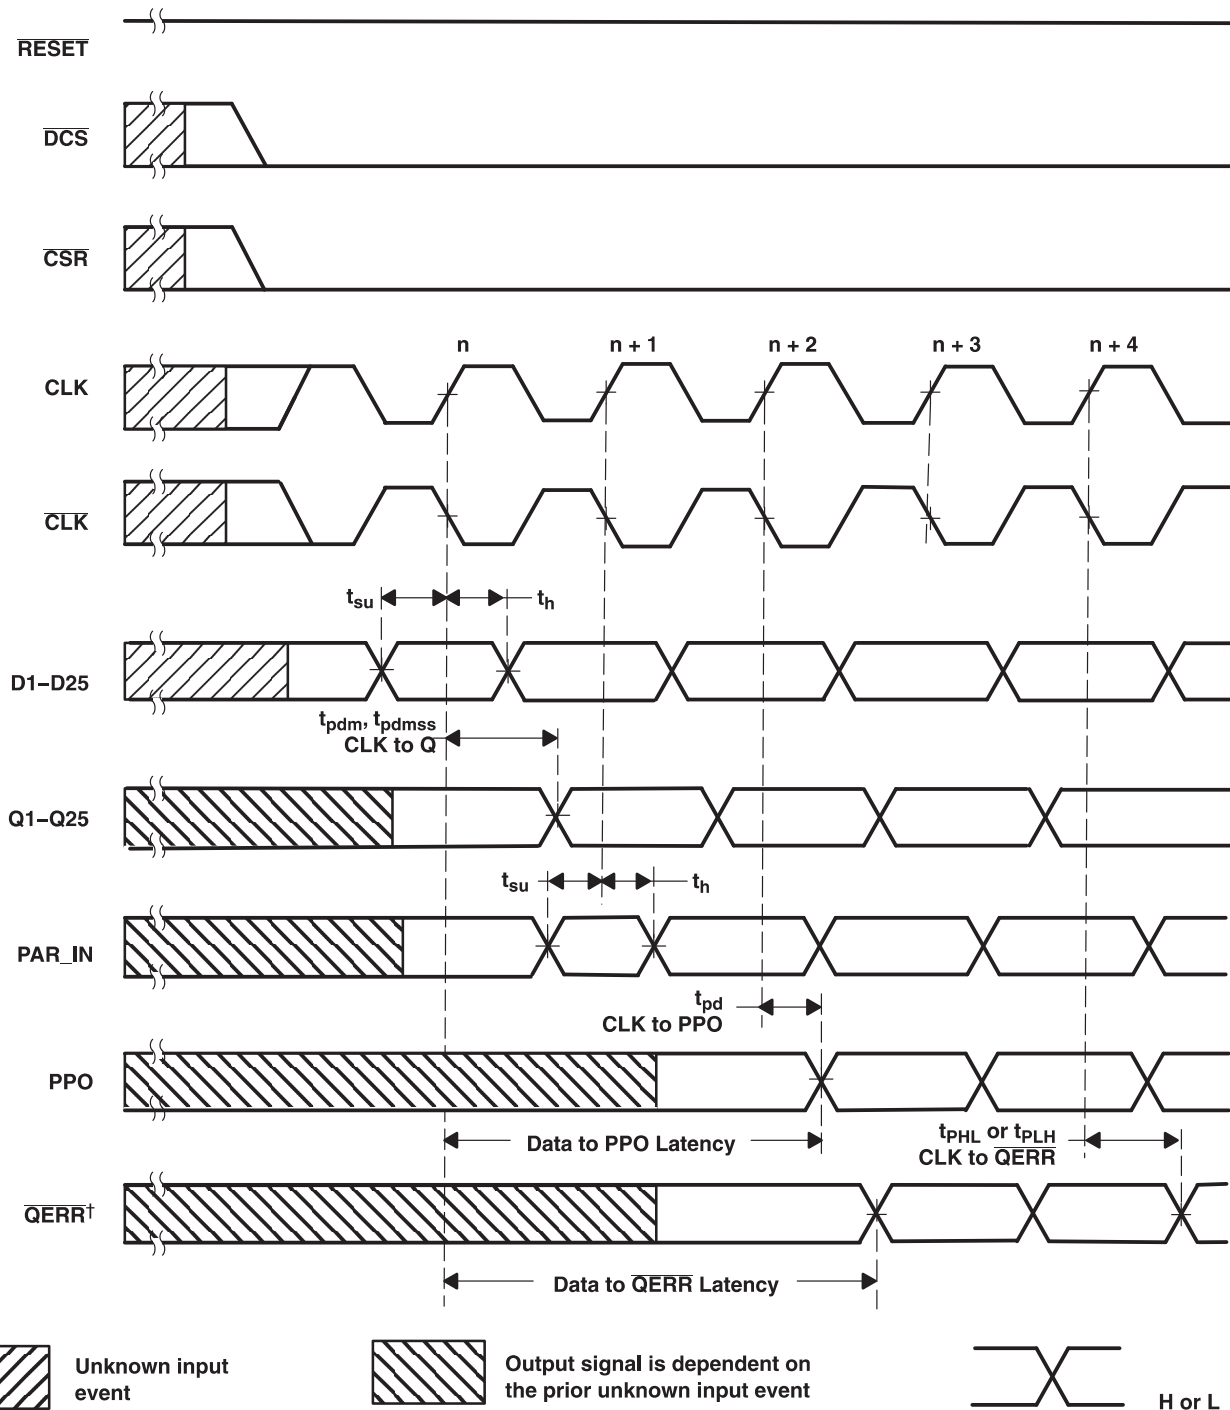 RESET
DCS
CSR
n n + 1 n + 2 n + 3 n + 4
CLK
CLK
tsu th
D1–D25
tpdm, tpdmss
CLK to Q
Q1–Q25
tsu th
PAR_IN
tpd
CLK to PPO
PPO
Data to PPO Latency
tPHL or tPLH
CLK to QERR
QERR†
Data to QERR Latency
Unknown input
event
Output signal is dependent on
the prior unknown input event
H or L